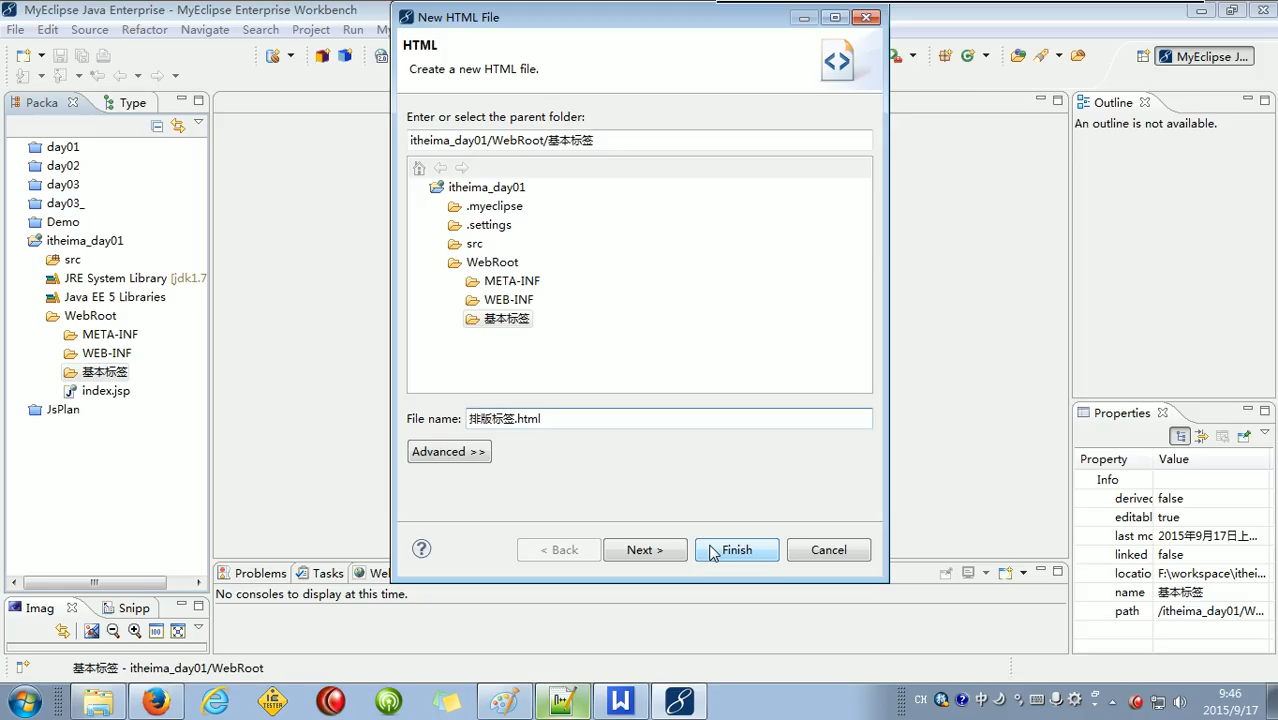 MyEclipse Java Enterprise - MyEclipse Enterprise Workbench
File Edit Source Refactor Navigate Search Project Run
MyEclipse J...
Packa
Type
day01
day02
day03
day03_
Demo
itheima_day01
src
JRE System Library [jdk1.7
Java EE 5 Libraries
WebRoot
META-INF
WEB-INF
基本标签
index.jsp
JsPlan
New HTML File
HTML
Create a new HTML file.
Enter or select the parent folder:
itheima_day01/WebRoot/基本标签
itheima_day01
.myeclipse
.settings
src
WebRoot
META-INF
WEB-INF
基本标签
File name: 排版标签.html
Advanced >>
< Back Next > Finish Cancel
Outline
An outline is not available.
Properties
Property Value
Info
derived false
editabl true
last mo 2015年9月17日上...
linked false
locatio F:\workspace\ithei...
name 基本标签
path /itheima_day01/W...
Problems Tasks We
No consoles to display at this time.
Imag Snipp
基本标签 - itheima_day01/WebRoot
CH 中
9:46
2015/9/17